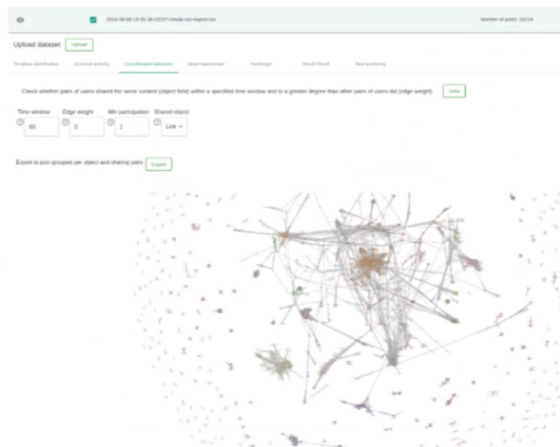 Number of posts:
Upload dataset Upload
Timeline distribution Account activity Coordinated behavior Most mentioned Hashtags Word Cloud Text similarity
Check whether pairs of users shared the same content (object field) within a specified time window and to a greater degree than other pairs of users did (edge weight). View
Time window Edge weight Min participation Shared object
60 0 1 Link
Export to json grouped per object and sharing pairs Export